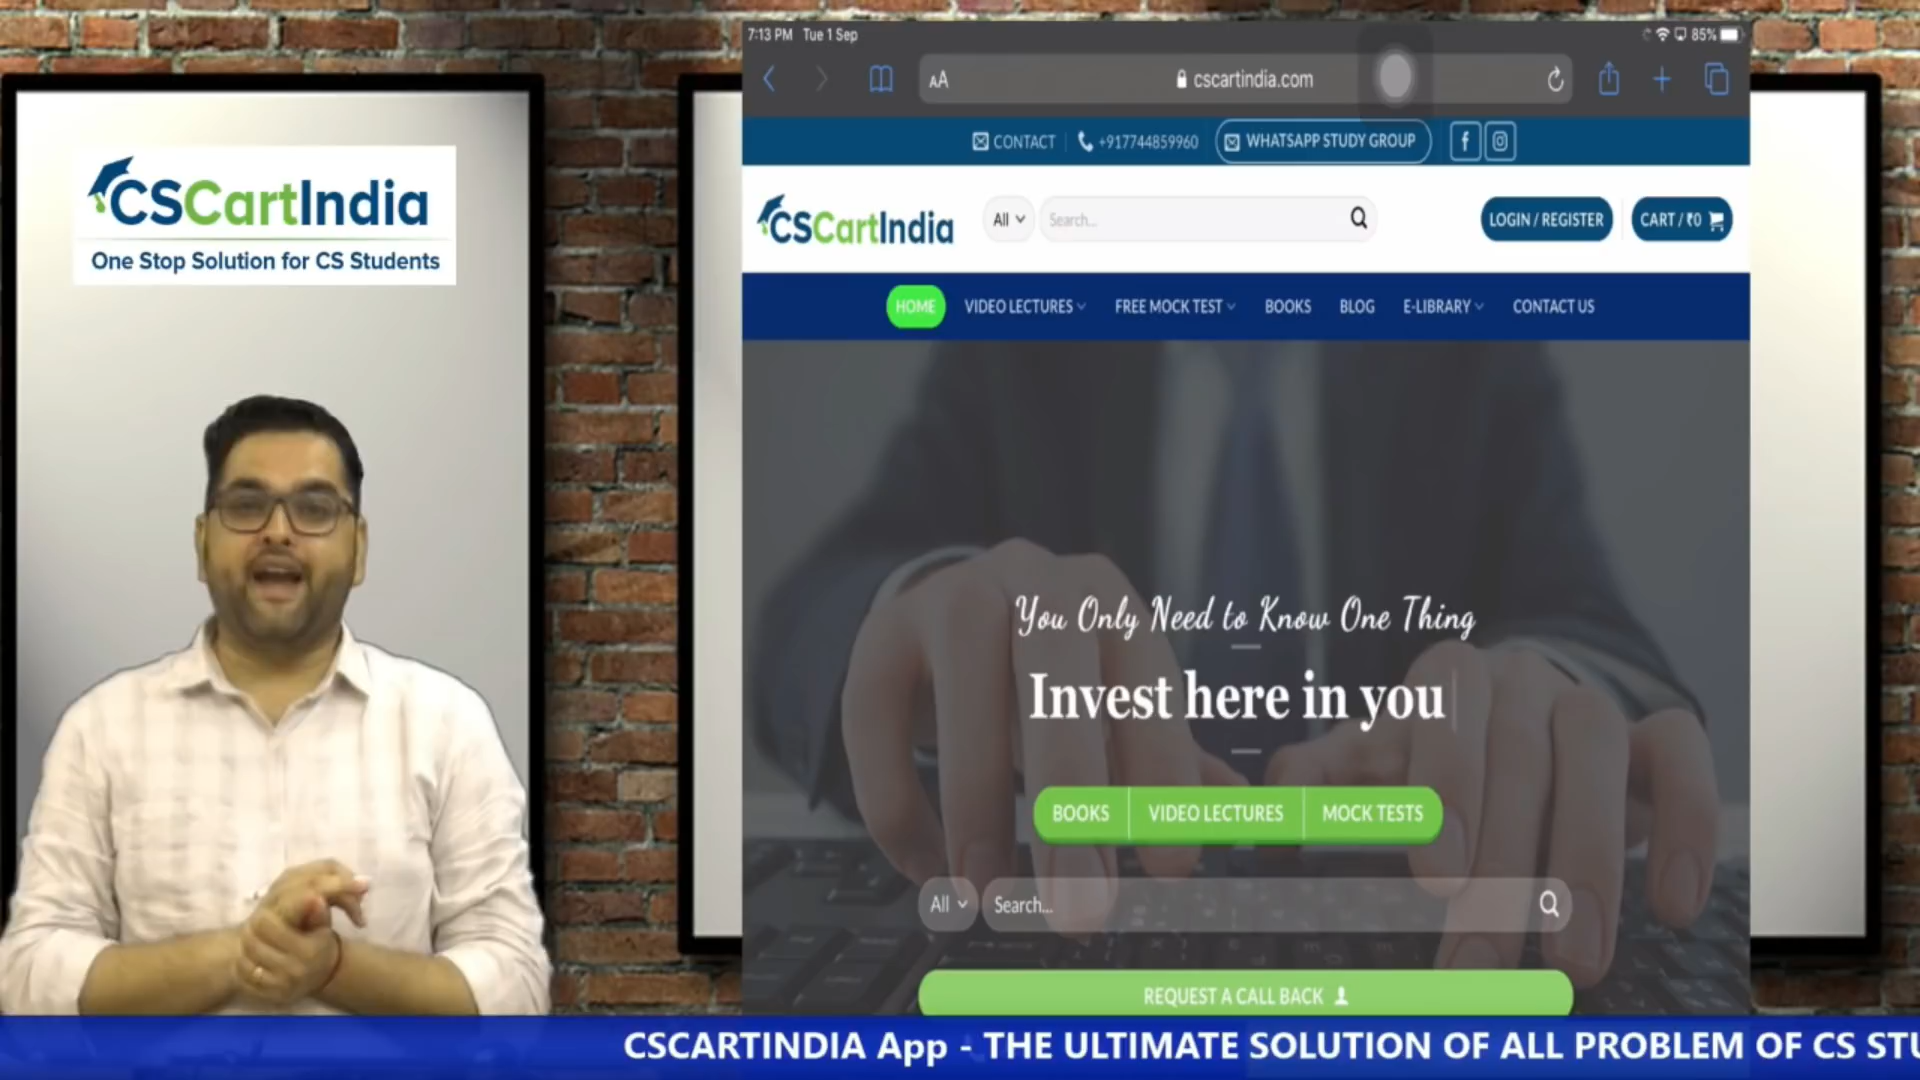 CSCartIndia
One Stop Solution for CS Students
7:13 PM Tue 1 Sep
85%
AA
cscartindia.com
CONTACT
+917744859960
WHATSAPP STUDY GROUP
CSCartIndia
All
Search...
LOGIN / REGISTER
CART / ₹0
HOME
VIDEO LECTURES
FREE MOCK TEST
BOOKS
BLOG
E-LIBRARY
CONTACT US
You Only Need to Know One Thing
Invest here in you
BOOKS
VIDEO LECTURES
MOCK TESTS
All
Search...
REQUEST A CALL BACK
CSCARTINDIA App - THE ULTIMATE SOLUTION OF ALL PROBLEM OF CS STU